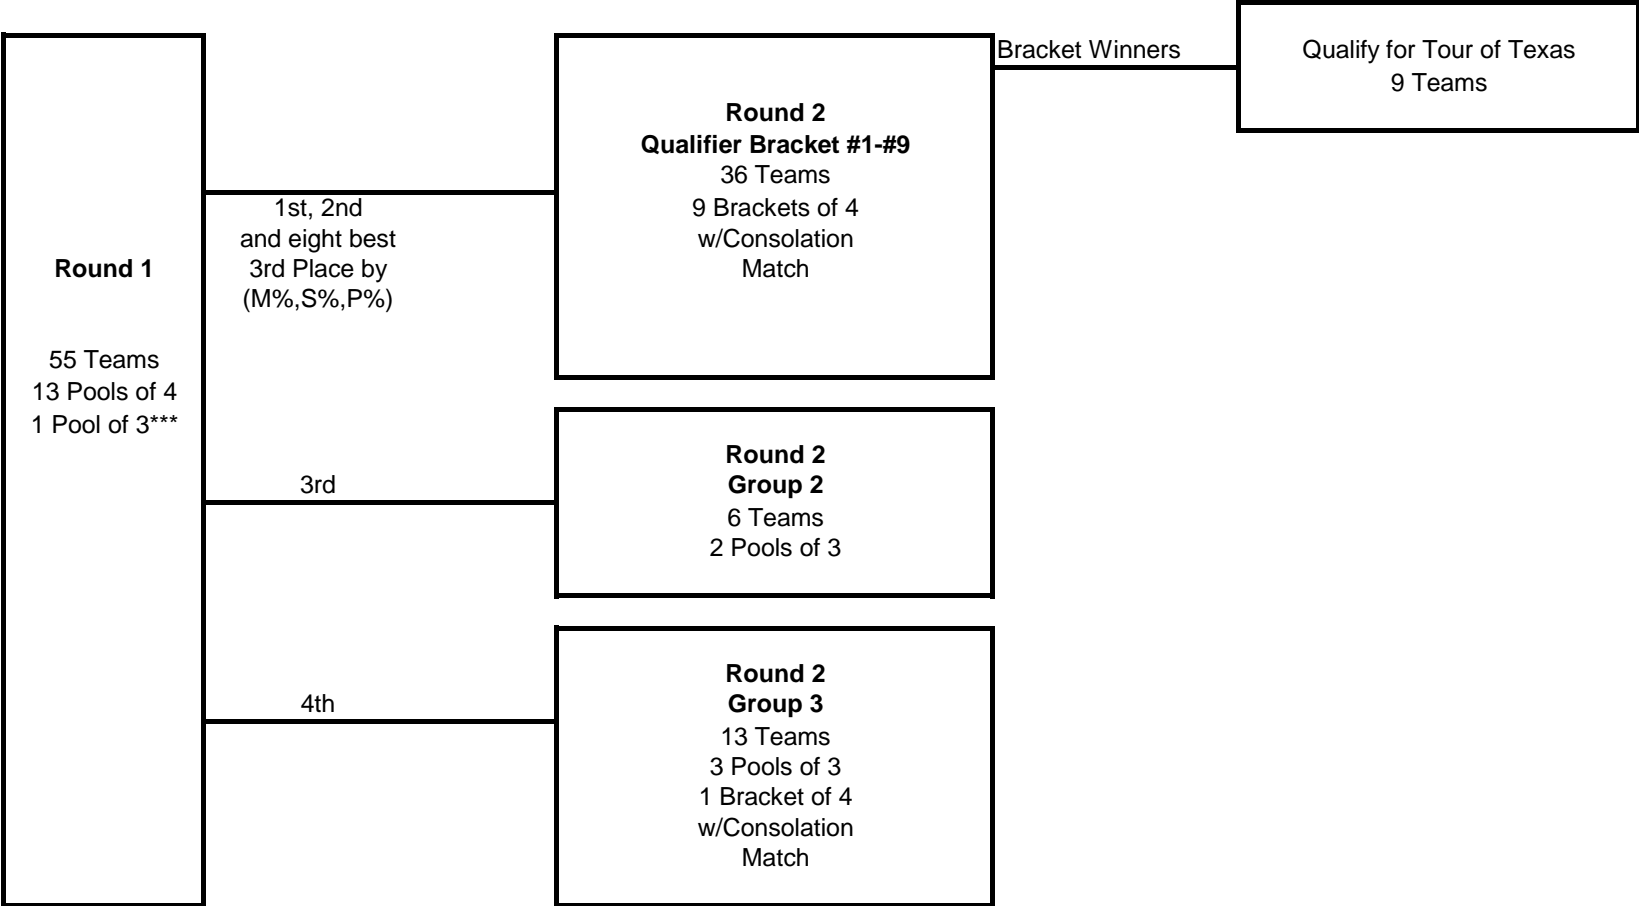 Round 1
55 Teams
13 Pools of 4
1 Pool of 3***
1st, 2nd
and eight best
3rd Place by
(M%,S%,P%)
3rd
4th
Round 2
Qualifier Bracket #1-#9
36 Teams
9 Brackets of 4
w/Consolation
Match
Round 2
Group 2
6 Teams
2 Pools of 3
Round 2
Group 3
13 Teams
3 Pools of 3
1 Bracket of 4
w/Consolation
Match
Bracket Winners
Qualify for Tour of Texas
9 Teams